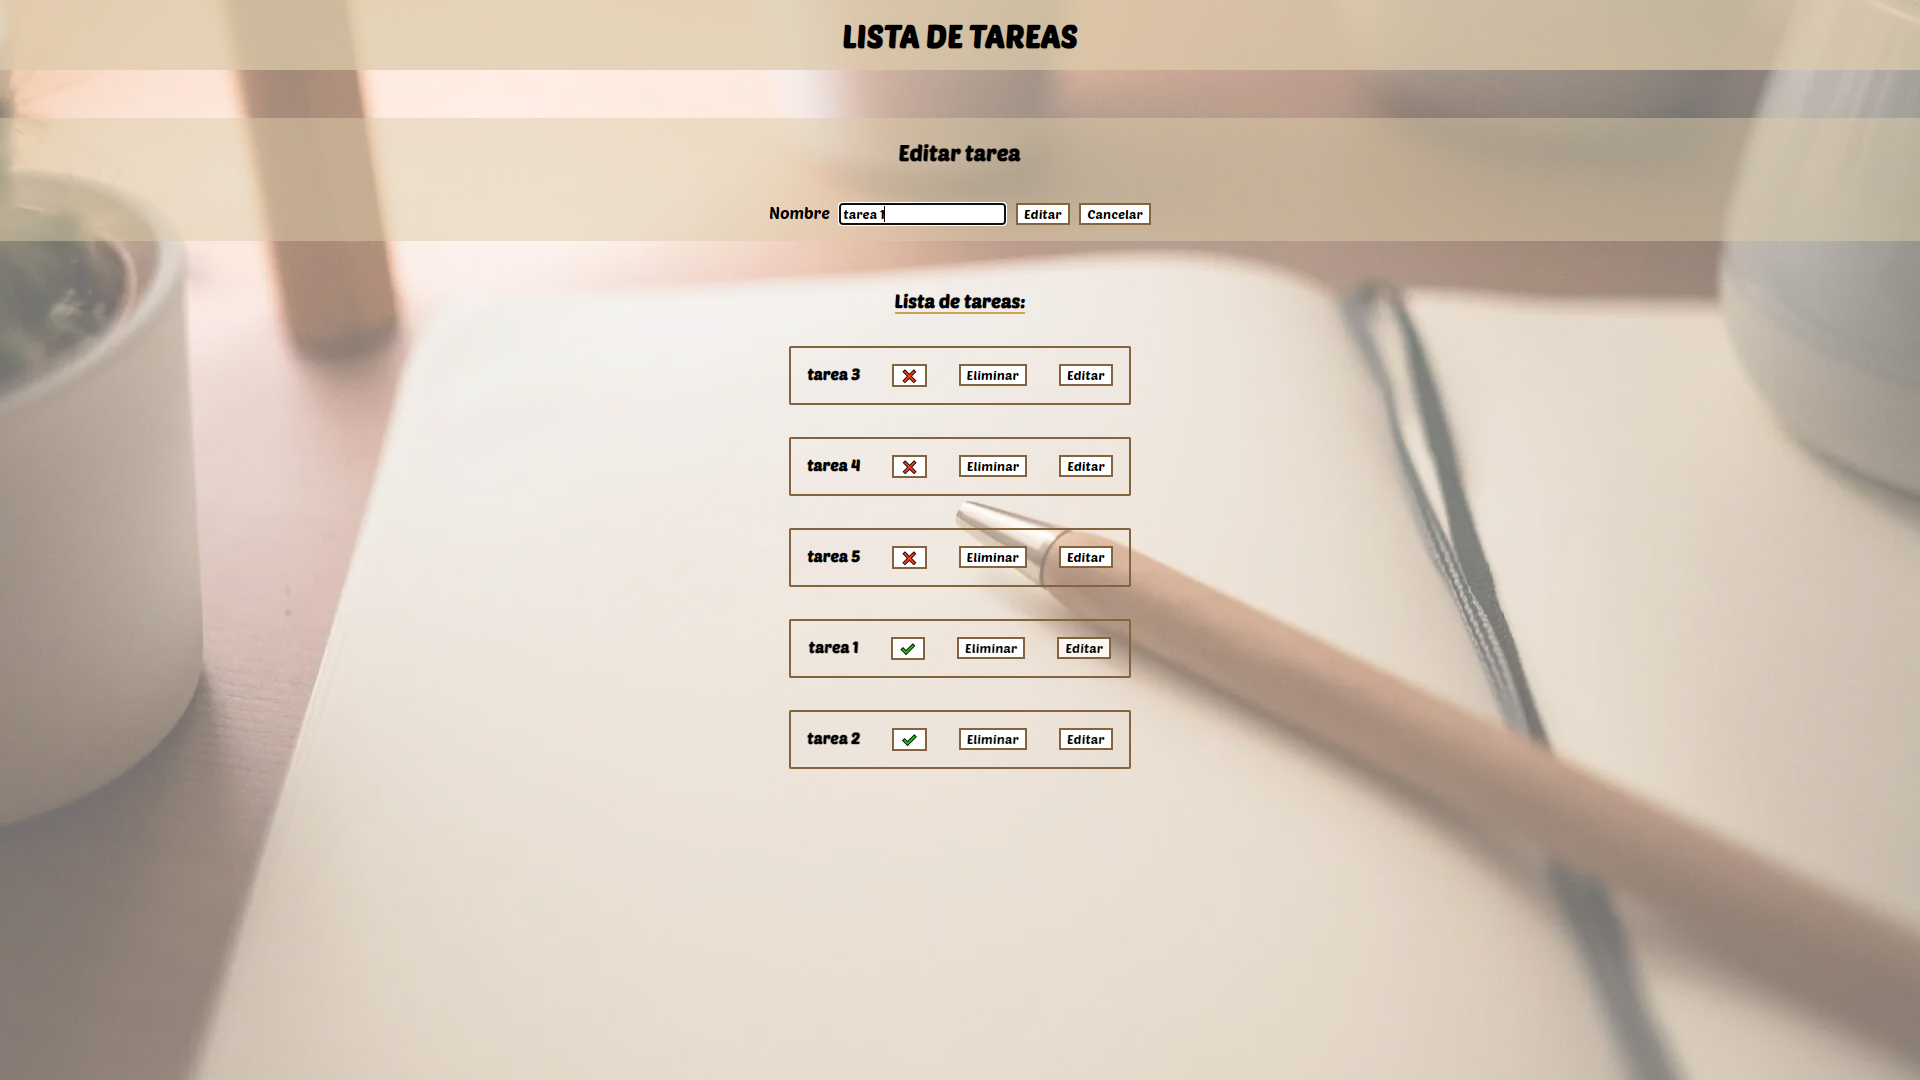 LISTA DE TAREAS
Editar tarea
Nombre tarea 1 Editar Cancelar
Lista de tareas:
tarea 3 Eliminar Editar
tarea 4 Eliminar Editar
tarea 5 Eliminar Editar
tarea 1 Eliminar Editar
tarea 2 Eliminar Editar